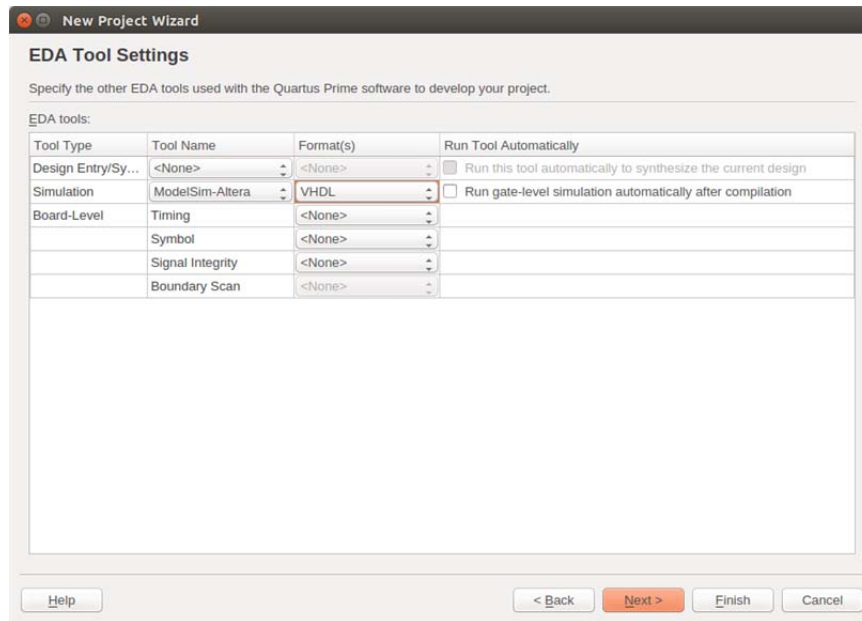 New Project Wizard
EDA Tool Settings
Specify the other EDA tools used with the Quartus Prime software to develop your project.
EDA tools:
Tool Type Tool Name Format(s) Run Tool Automatically
Design Entry/Sy... <None> <None> Run this tool automatically to synthesize the current design
Simulation ModelSim-Altera VHDL Run gate-level simulation automatically after compilation
Board-Level Timing <None>
Symbol <None>
Signal Integrity <None>
Boundary Scan <None>
Help < Back Next > Finish Cancel